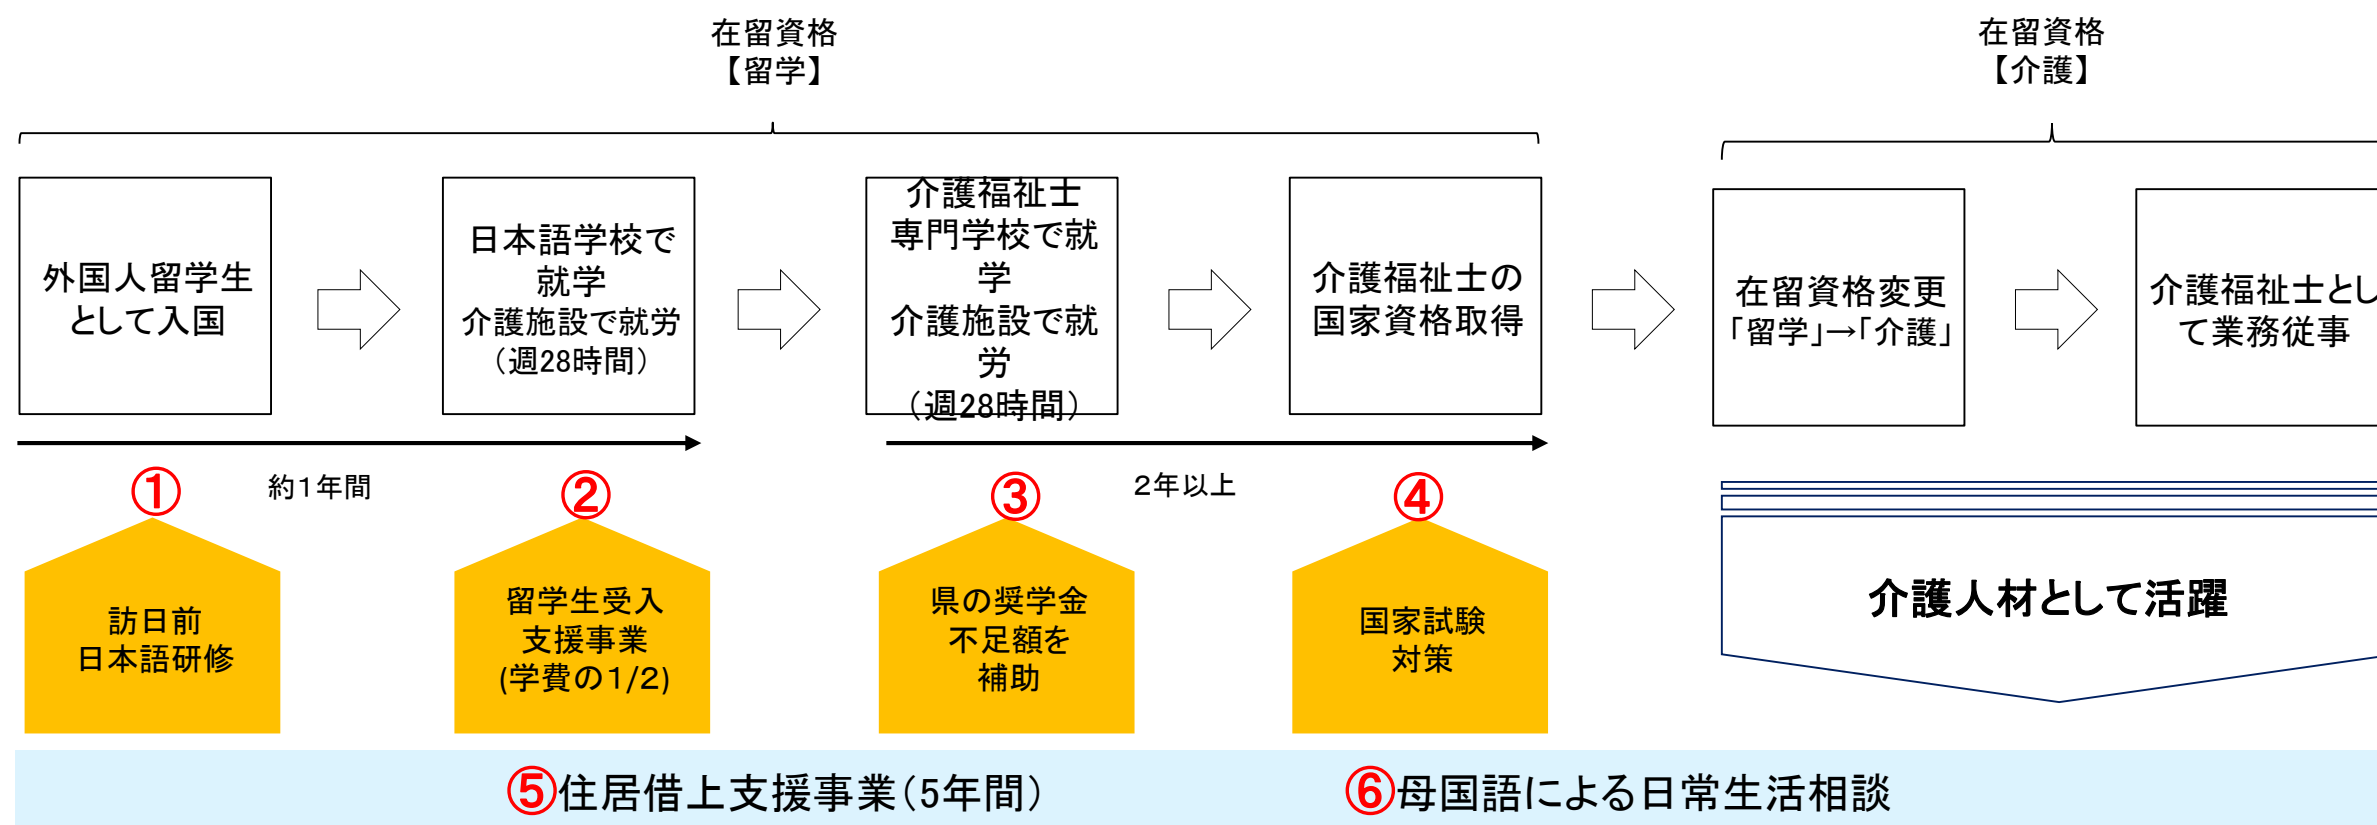 在留資格
【留学】
在留資格
【介護】
外国人留学生
として入国
日本語学校で
就学
介護施設で就労
（週28時間）
介護福祉士
専門学校で就
学
介護施設で就
労
（週28時間）
介護福祉士の
国家資格取得
在留資格変更
「留学」→「介護」
介護福祉士とし
て業務従事
約１年間
２年以上
①
訪日前
日本語研修
②
留学生受入
支援事業
(学費の１/２)
③
県の奨学金
不足額を
補助
④
国家試験
対策
介護人材として活躍
⑤住居借上支援事業（5年間）
⑥母国語による日常生活相談